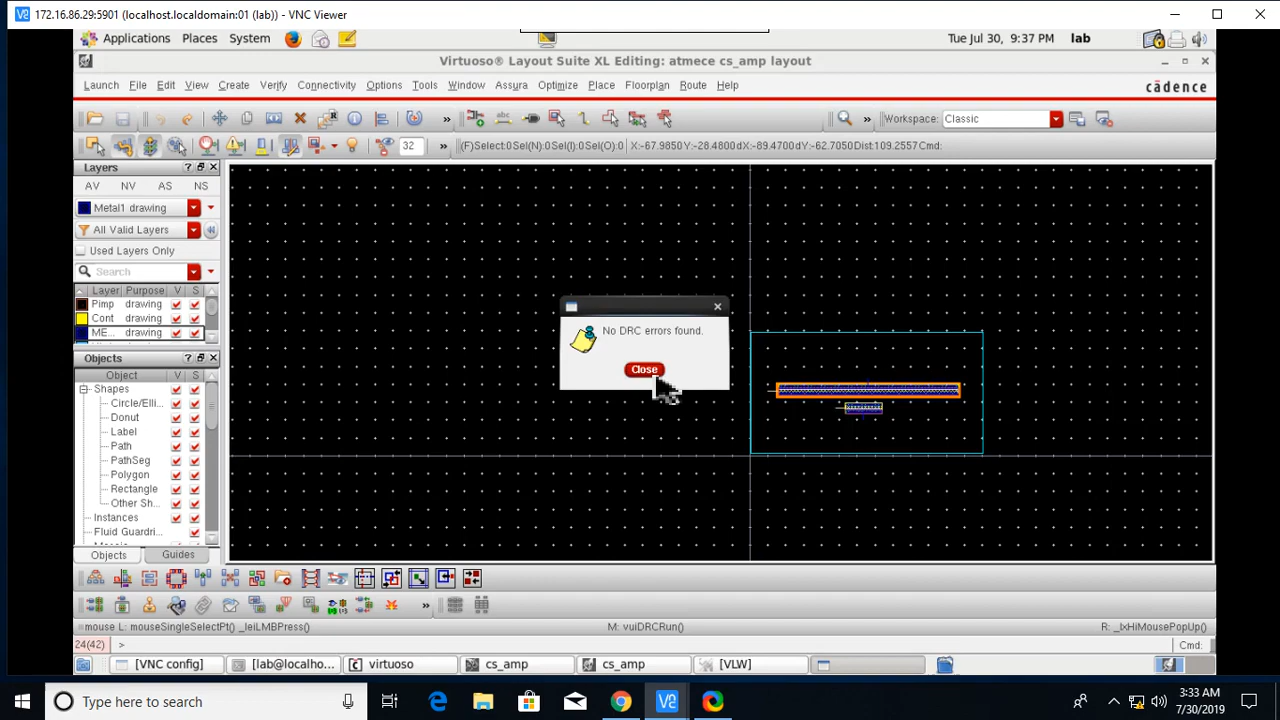 172.16.86.29:5901 (localhost.localdomain:01 (lab)) - VNC Viewer
Applications Places System Tue Jul 30, 9:37 PM lab
Virtuoso® Layout Suite XL Editing: atmece cs_amp layout
Launch File Edit View Create Verify Connectivity Options Tools Window Assura Optimize Place Floorplan Route Help cādence
» » Workspace: Classic
32 » (F)Select:0 Sel(N):0 Sel(I):0 Sel(O):0 X:-67.9850 Y:-28.4800 dX:-89.4700 dY:-62.7050 Dist:109.2557 Cmd:
Layers
AV NV AS NS
Metal1 drawing
All Valid Layers
Used Layers Only
Search
Layer Purpose V S
Pimp drawing
Cont drawing
ME... drawing
Objects
Object V S
Shapes
Circle/Elli...
Donut
Label
Path
PathSeg
Polygon
Rectangle
Other Sh...
Instances
Fluid Guardri...
Objects Guides
No DRC errors found.
Close
»
mouse L: mouseSingleSelectPt() _leiLMBPress() M: vuiDRCRun() R: _lxHiMousePopUp()
24(42) > Cmd:
[VNC config] [lab@localho... virtuoso cs_amp cs_amp [VLW]
Type here to search
3:33 AM
7/30/2019